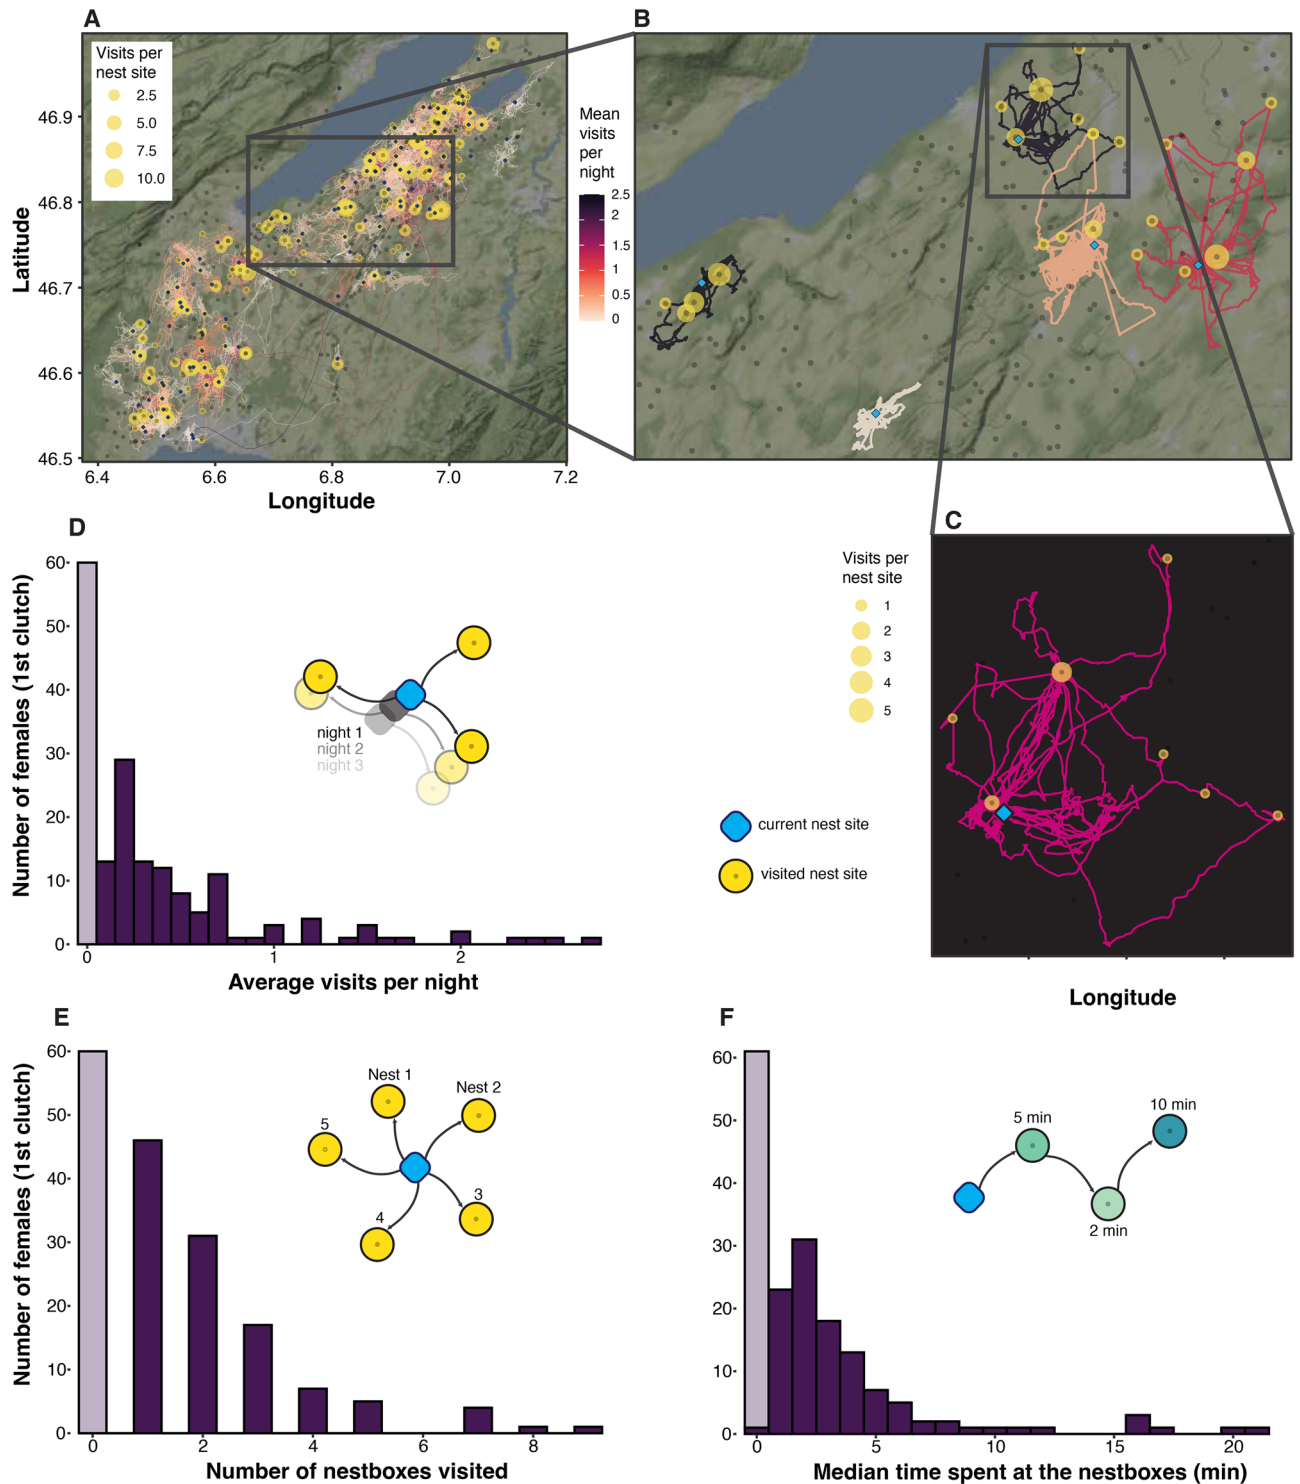 A
B
Visits per
nest site
2.5
5.0
7.5
10.0
Mean
visits
per
night
2.5
2
1.5
1
0.5
0
Latitude
46.9
46.8
46.7
46.6
46.5
6.4
6.6
6.8
7.0
7.2
Longitude
C
Visits per
nest site
1
2
3
4
5
Longitude
D
Number of females (1st clutch)
60
50
40
30
20
10
0
night 1
night 2
night 3
0
1
2
Average visits per night
current nest site
visited nest site
E
Number of females (1st clutch)
60
50
40
30
20
10
0
Nest 1
Nest 2
5
3
4
0
2
4
6
8
Number of nestboxes visited
F
Number of females (1st clutch)
60
50
40
30
20
10
0
5 min
10 min
2 min
0
5
10
15
20
Median time spent at the nestboxes (min)